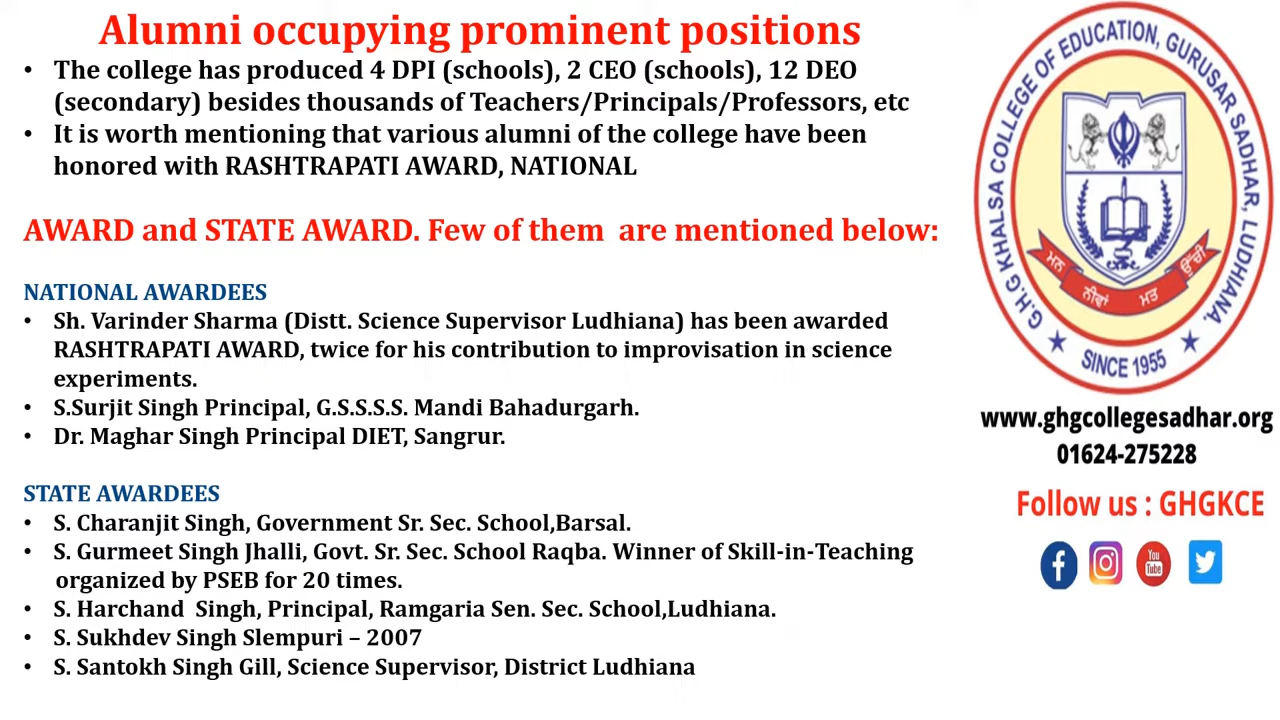 Alumni occupying prominent positions
• The college has produced 4 DPI (schools), 2 CEO (schools), 12 DEO
(secondary) besides thousands of Teachers/Principals/Professors, etc
• It is worth mentioning that various alumni of the college have been
honored with RASHTRAPATI AWARD, NATIONAL
AWARD and STATE AWARD. Few of them are mentioned below:
NATIONAL AWARDEES
• Sh. Varinder Sharma (Distt. Science Supervisor Ludhiana) has been awarded
RASHTRAPATI AWARD, twice for his contribution to improvisation in science
experiments.
• S.Surjit Singh Principal, G.S.S.S.S. Mandi Bahadurgarh.
• Dr. Maghar Singh Principal DIET, Sangrur.
STATE AWARDEES
• S. Charanjit Singh, Government Sr. Sec. School,Barsal.
• S. Gurmeet Singh Jhalli, Govt. Sr. Sec. School Raqba. Winner of Skill-in-Teaching
organized by PSEB for 20 times.
• S. Harchand Singh, Principal, Ramgaria Sen. Sec. School,Ludhiana.
• S. Sukhdev Singh Slempuri – 2007
• S. Santokh Singh Gill, Science Supervisor, District Ludhiana
G.H.G KHALSA COLLEGE OF EDUCATION, GURUSAR SADHAR, LUDHIANA.
ਮਨ ਨੀਵਾਂ ਮਤ ਉੱਚੀ
SINCE 1955
www.ghgcollegesadhar.org
01624-275228
Follow us : GHGKCE
You
Tube